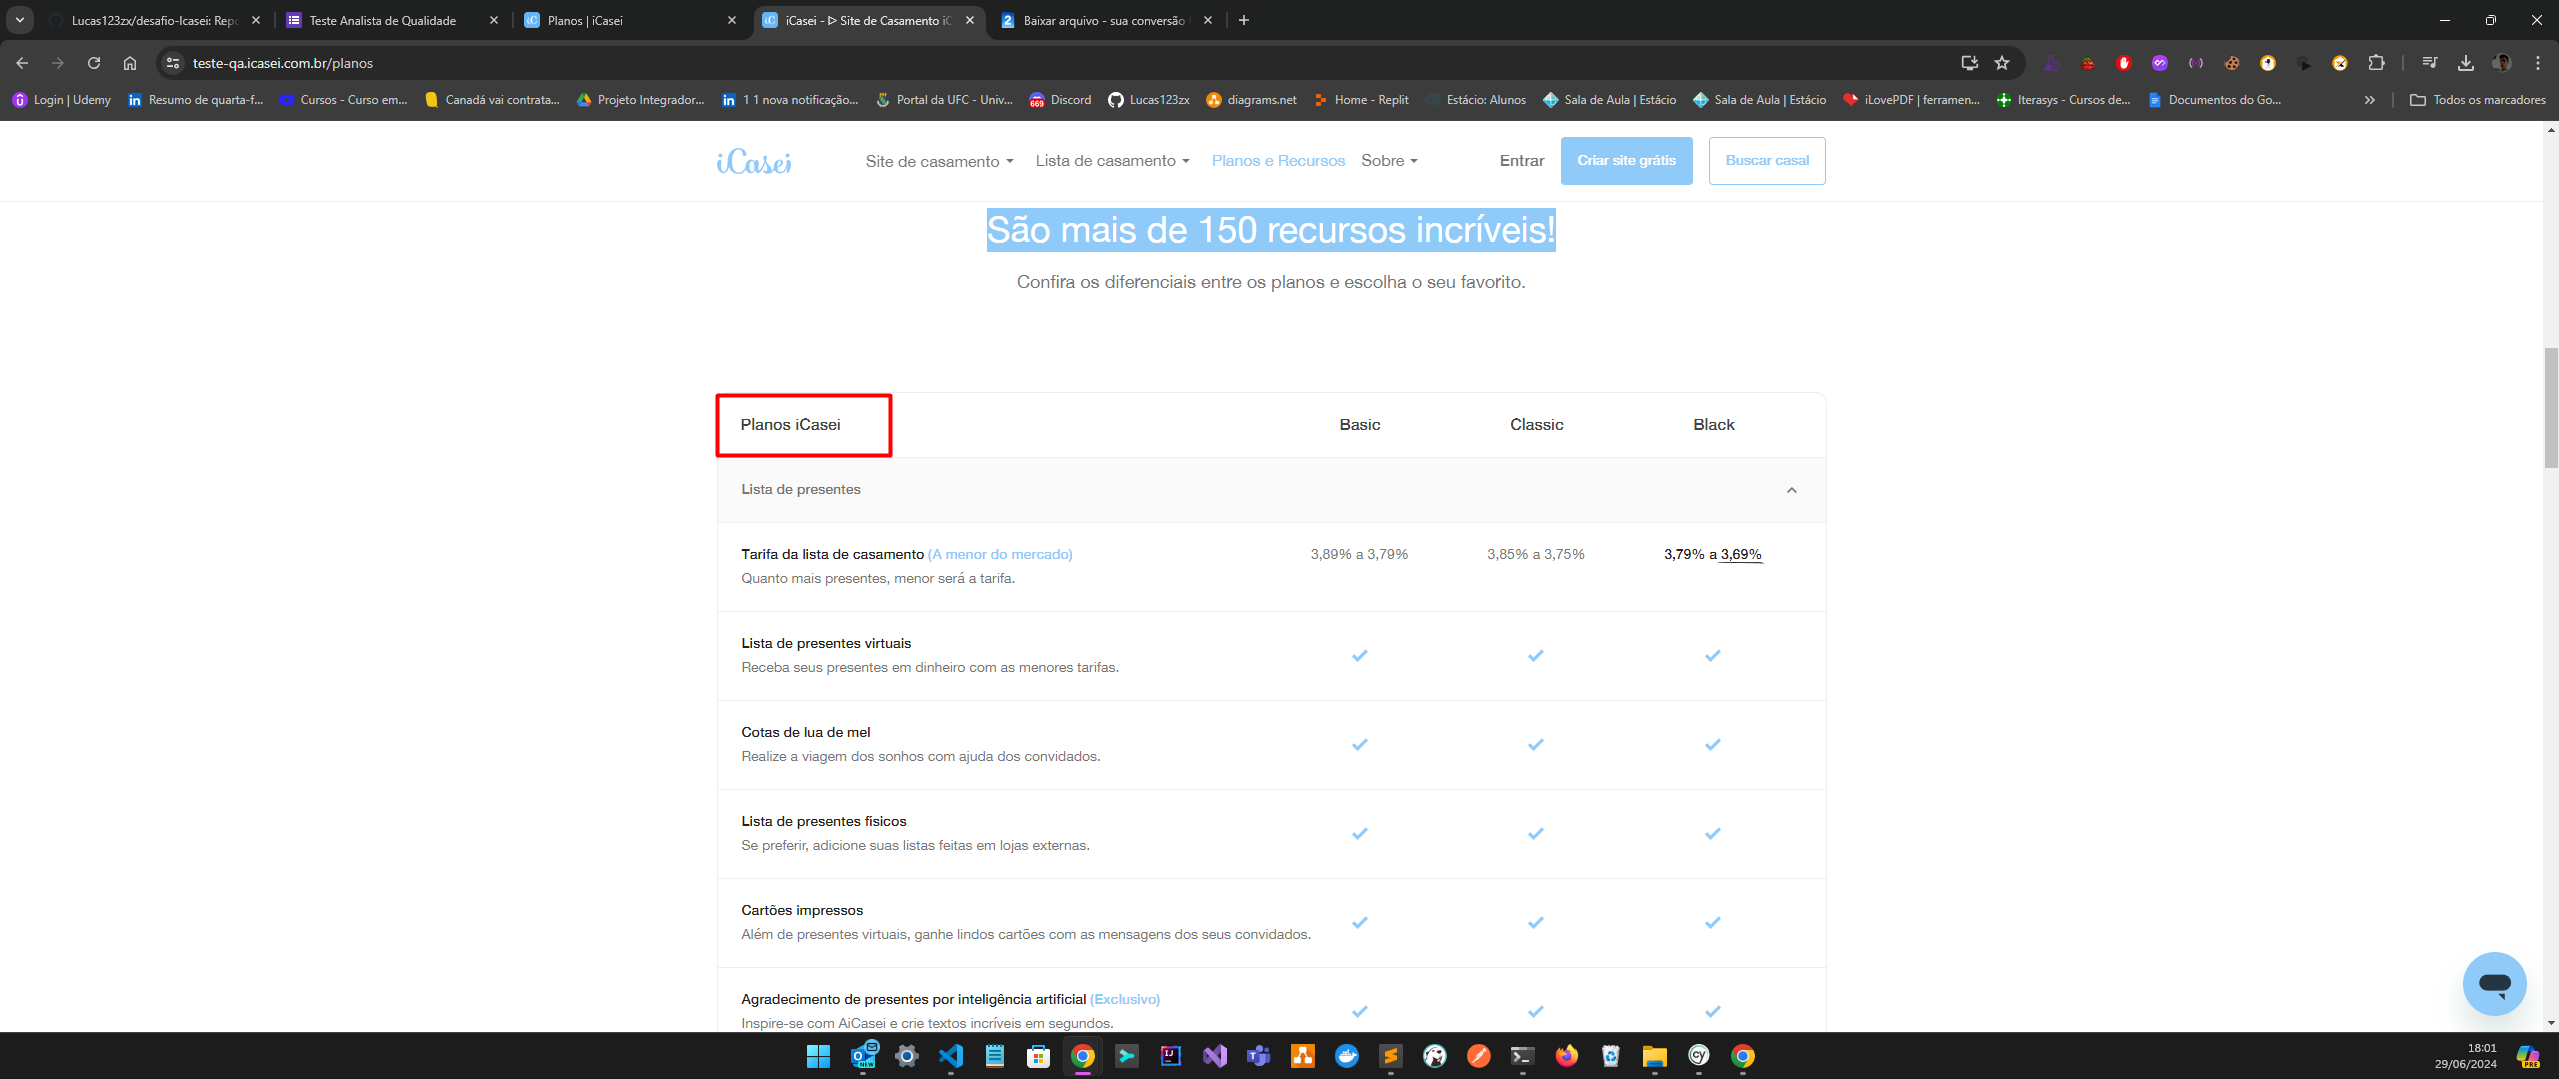 Lucas123zx/desafio-Icasei: Repo
Teste Analista de Qualidade
Planos | iCasei
iCasei - ᐅ Site de Casamento iC
Baixar arquivo - sua conversão
teste-qa.icasei.com.br/planos
Login | Udemy
Resumo de quarta-f...
Cursos - Curso em...
Canadá vai contrata...
Projeto Integrador...
1 1 nova notificação...
Portal da UFC - Univ...
669
Discord
Lucas123zx
diagrams.net
Home - Replit
Estácio: Alunos
Sala de Aula | Estácio
Sala de Aula | Estácio
iLovePDF | ferramen...
Iterasys - Cursos de...
Documentos do Go...
Todos os marcadores
iCasei
Site de casamento
Lista de casamento
Planos e Recursos
Sobre
Entrar
Criar site grátis
Buscar casal
São mais de 150 recursos incríveis!
Confira os diferenciais entre os planos e escolha o seu favorito.
Planos iCasei
Basic
Classic
Black
Lista de presentes
Tarifa da lista de casamento (A menor do mercado)
Quanto mais presentes, menor será a tarifa.
3,89% a 3,79%
3,85% a 3,75%
3,79% a 3,69%
Lista de presentes virtuais
Receba seus presentes em dinheiro com as menores tarifas.
Cotas de lua de mel
Realize a viagem dos sonhos com ajuda dos convidados.
Lista de presentes físicos
Se preferir, adicione suas listas feitas em lojas externas.
Cartões impressos
Além de presentes virtuais, ganhe lindos cartões com as mensagens dos seus convidados.
Agradecimento de presentes por inteligência artificial (Exclusivo)
Inspire-se com AiCasei e crie textos incríveis em segundos.
NEW
18:01
29/06/2024
PRE